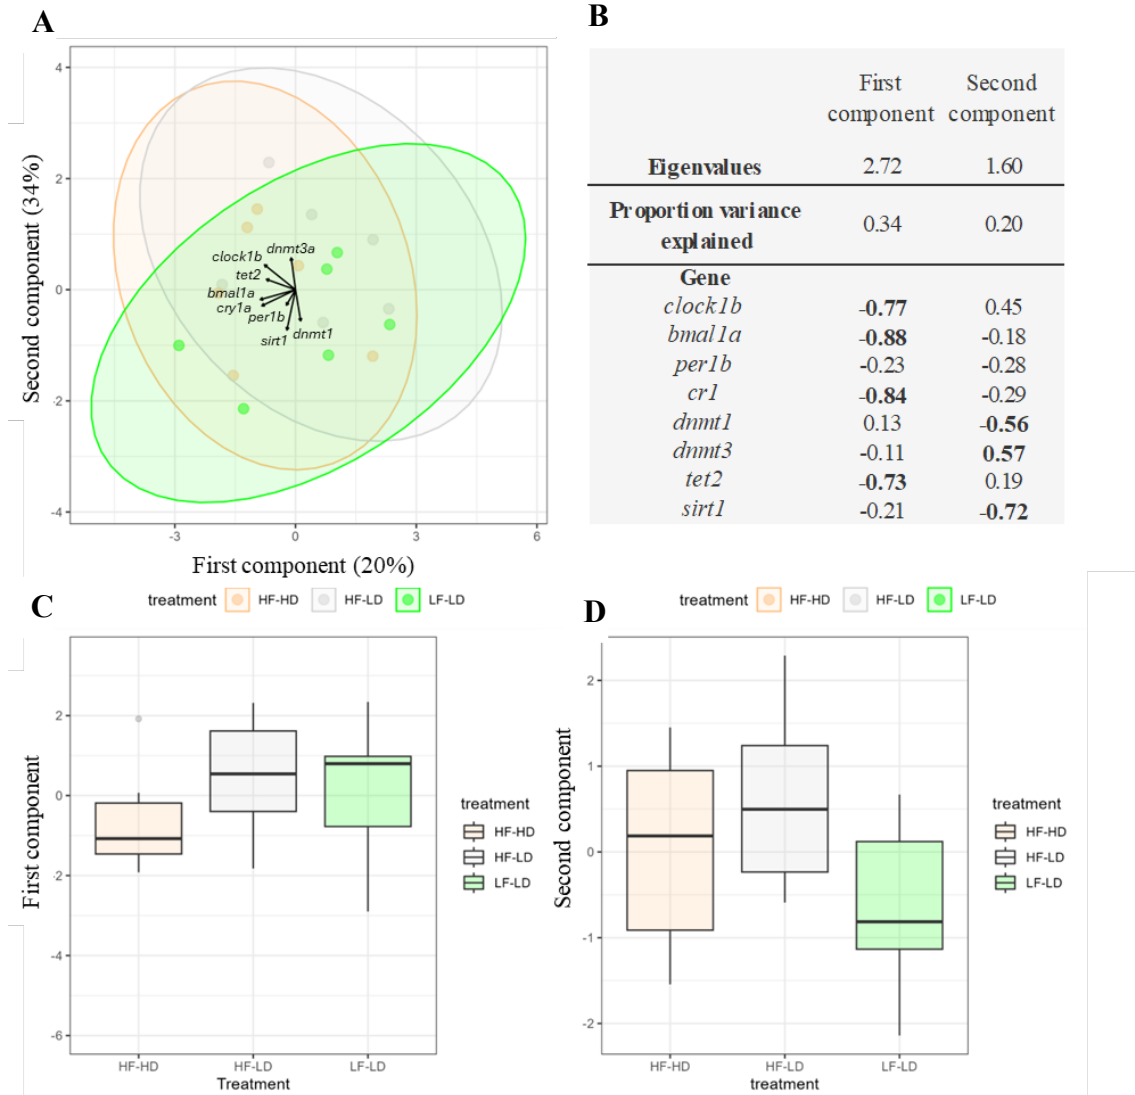 A
B
Second component (34%)
4
2
0
-2
-4
dnmt3a
clock1b
tet2
bmal1a
cry1a
per1b
sirt1
dnmt1
-3
0
3
6
First component (20%)
treatment HF-HD HF-LD LF-LD
First component
Second component
Eigenvalues 2.72 1.60
Proportion variance explained 0.34 0.20
Gene
clock1b -0.77 0.45
bmal1a -0.88 -0.18
per1b -0.23 -0.28
cr1 -0.84 -0.29
dnmt1 0.13 -0.56
dnmt3 -0.11 0.57
tet2 -0.73 0.19
sirt1 -0.21 -0.72
treatment HF-HD HF-LD LF-LD
C
First component
2
0
-2
-4
-6
HF-HD HF-LD LF-LD
Treatment
treatment
HF-HD
HF-LD
LF-LD
D
Second component
2
1
0
-1
-2
HF-HD HF-LD LF-LD
treatment
treatment
HF-HD
HF-LD
LF-LD